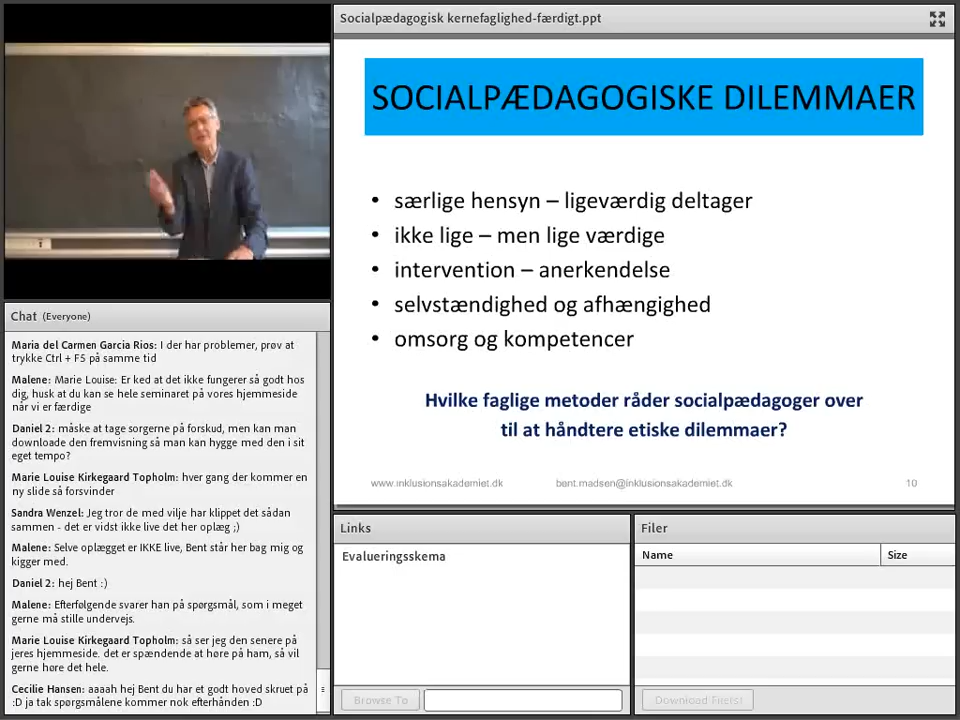 Socialpædagogisk kernefaglighed-færdigt.ppt
SOCIALPÆDAGOGISKE DILEMMAER
• særlige hensyn – ligeværdig deltager
• ikke lige – men lige værdige
• intervention – anerkendelse
• selvstændighed og afhængighed
• omsorg og kompetencer
Hvilke faglige metoder råder socialpædagoger over
til at håndtere etiske dilemmaer?
www.inklusionsakademiet.dk
bent.madsen@inklusionsakademiet.dk
10
Chat (Everyone)
Maria del Carmen Garcia Rios: I der har problemer, prøv at
trykke Ctrl + F5 på samme tid
Malene: Marie Louise: Er ked at det ikke fungerer så godt hos
dig, husk at du kan se hele seminaret på vores hjemmeside
når vi er færdige
Daniel 2: måske at tage sorgerne på forskud, men kan man
downloade den fremvisning så man kan hygge med den i sit
eget tempo?
Marie Louise Kirkegaard Topholm: hver gang der kommer en
ny slide så forsvinder
Sandra Wenzel: Jeg tror de med vilje har klippet det sådan
sammen - det er vidst ikke live det her oplæg ;)
Malene: Selve oplægget er IKKE live, Bent står her bag mig og
kigger med.
Daniel 2: hej Bent :)
Malene: Efterfølgende svarer han på spørgsmål, som i meget
gerne må stille undervejs.
Marie Louise Kirkegaard Topholm: så ser jeg den senere på
jeres hjemmeside. det er spændende at høre på ham, så vil
gerne høre det hele.
Cecilie Hansen: aaaah hej Bent du har et godt hoved skruet på
:D ja tak spørgsmålene kommer nok efterhånden :D
Links
Evalueringsskema
Browse To
Filer
Name
Size
Download File(s)